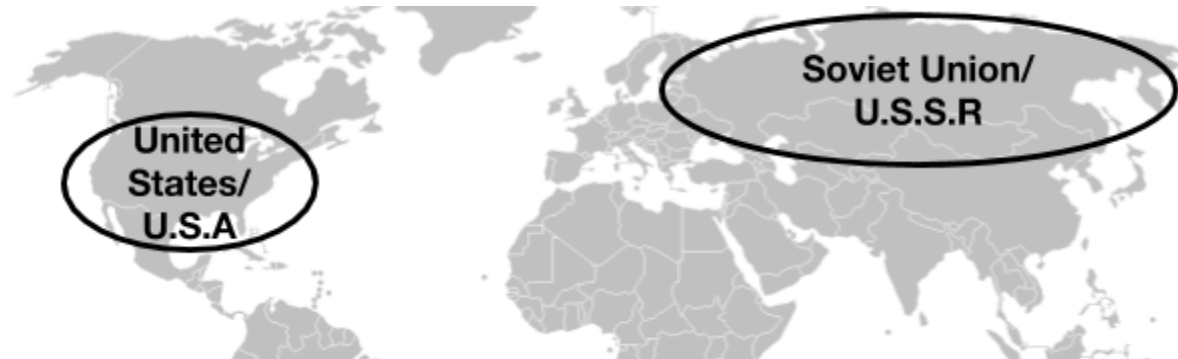 United
States/
U.S.A
Soviet Union/
U.S.S.R